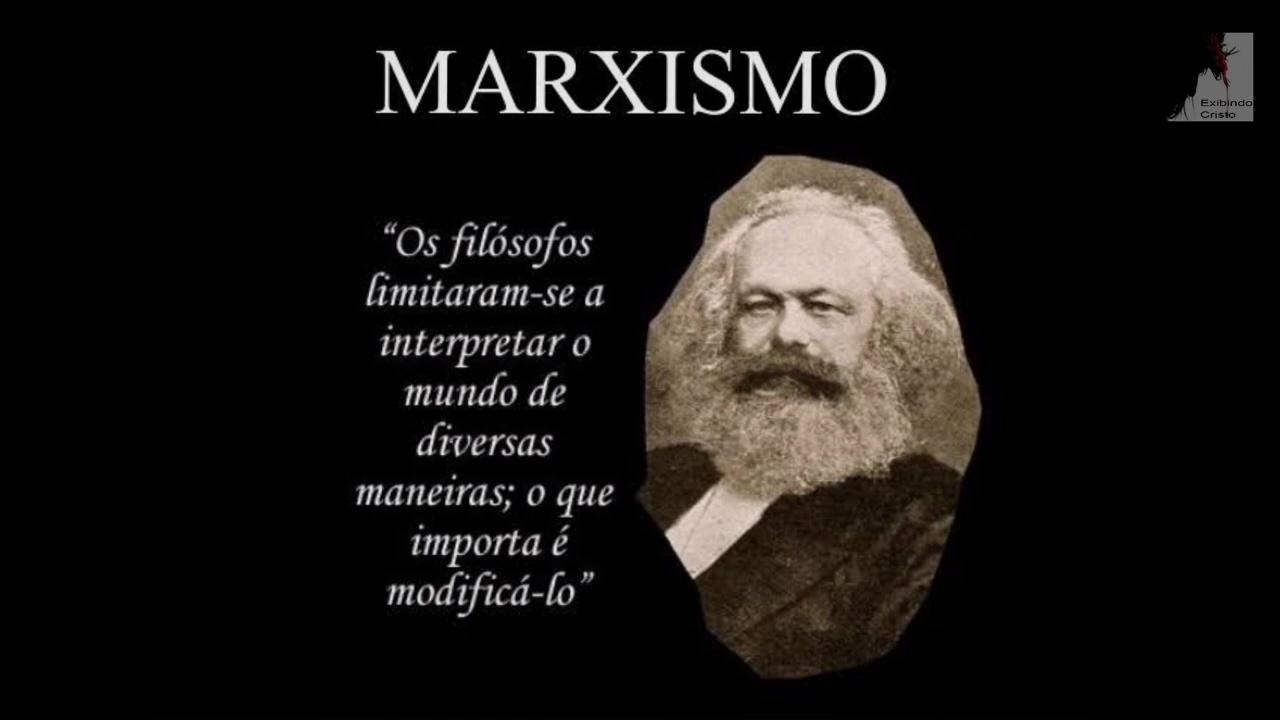 MARXISMO
Exibindo
Cristo
“Os filósofos
limitaram-se a
interpretar o
mundo de
diversas
maneiras; o que
importa é
modificá-lo”